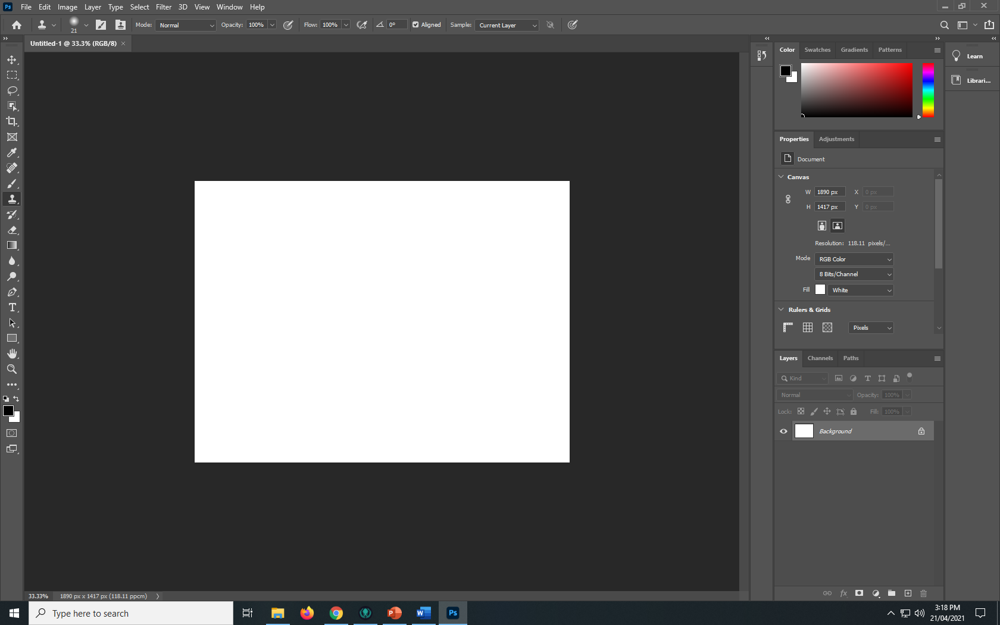 Ps File Edit Image Layer Type Select Filter 3D View Window Help
21 Mode: Normal Opacity: 100% Flow: 100% 0° Aligned Sample: Current Layer
Untitled-1 @ 33.3% (RGB/8) ×
Color Swatches Gradients Patterns
Learn
Librari...
Properties Adjustments
Document
Canvas
W 1890 px X 0 px
H 1417 px Y 0 px
Resolution: 118.11 pixels/...
Mode RGB Color
8 Bits/Channel
Fill White
Rulers & Grids
Pixels
Layers Channels Paths
Kind
Normal Opacity: 100%
Lock: Fill: 100%
Background
fx
33.33% 1890 px x 1417 px (118.11 ppcm)
Type here to search
P
W
Ps
3:18 PM
21/04/2021